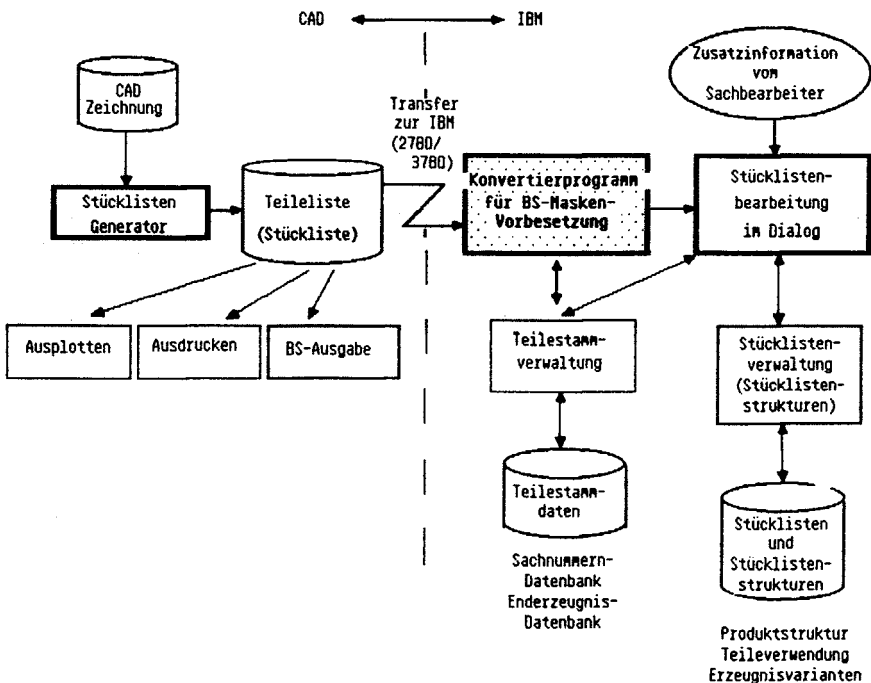 CAD
IBM
CAD
Zeichnung
Transfer
zur IBM
(2780/
3780)
Zusatzinformation
vom
Sachbearbeiter
Stücklisten
Generator
Teileliste
(Stückliste)
Konvertierprogramm
für BS-Masken-
Vorbesetzung
Stücklisten-
bearbeitung
im Dialog
Ausplotten
Ausdrucken
BS-Ausgabe
Teilestamm-
verwaltung
Stücklisten-
verwaltung
(Stücklisten-
strukturen)
Teilestamm-
daten
Stücklisten
und
Stücklisten-
strukturen
Sachnummern-
Datenbank
Enderzeugnis-
Datenbank
Produktstruktur
Teileverwendung
Erzeugnisvarianten